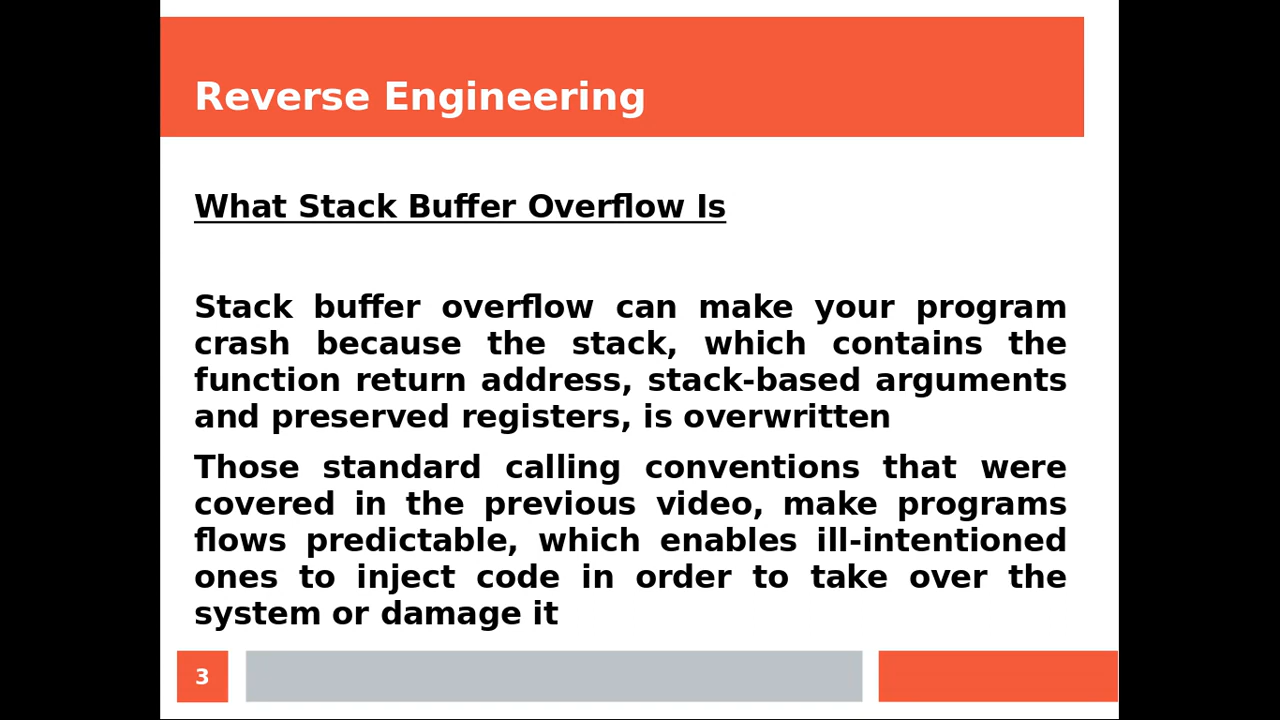 Reverse Engineering
What Stack Buffer Overflow Is
Stack buffer overflow can make your program
crash because the stack, which contains the
function return address, stack-based arguments
and preserved registers, is overwritten
Those standard calling conventions that were
covered in the previous video, make programs
flows predictable, which enables ill-intentioned
ones to inject code in order to take over the
system or damage it
3